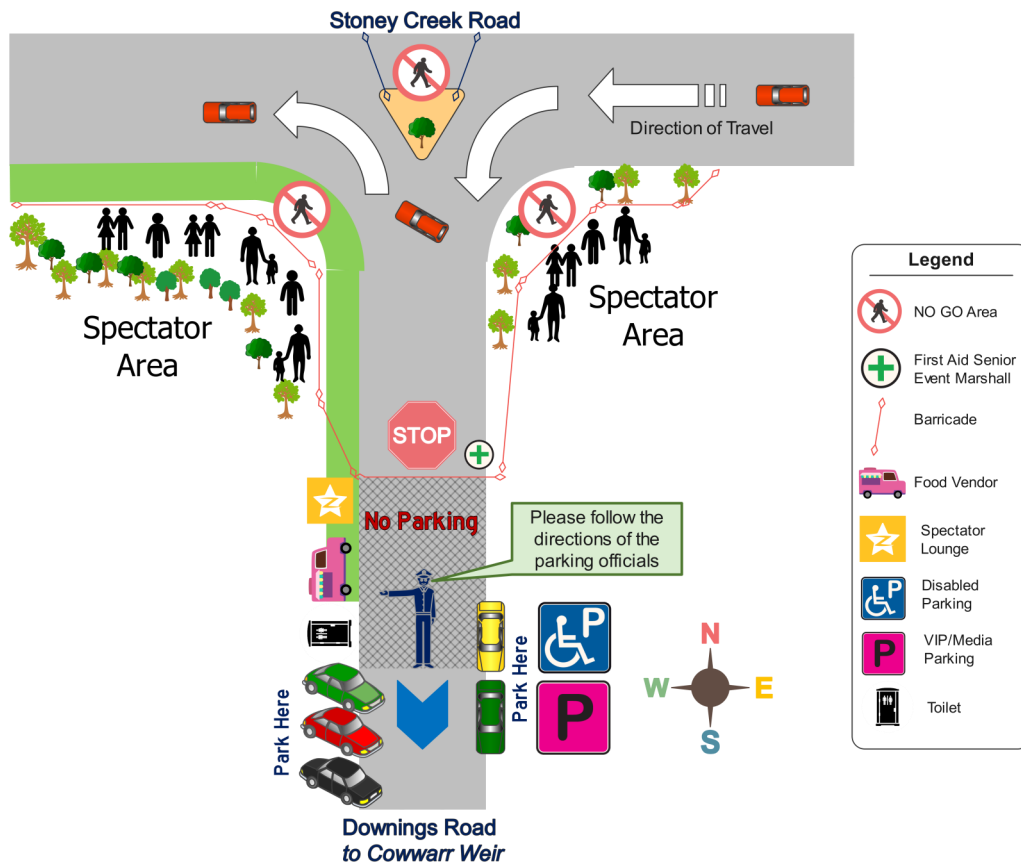 Stoney Creek Road
Direction of Travel
Spectator
Area
Spectator
Area
STOP
No Parking
Please follow the
directions of the
parking officials
Z
Park Here
P
Park Here
P
N
W
E
S
Downings Road
to Cowwarr Weir
Legend
NO GO Area
First Aid Senior
Event Marshall
Barricade
Food Vendor
Z
Spectator
Lounge
P
Disabled
Parking
P
VIP/Media
Parking
Toilet